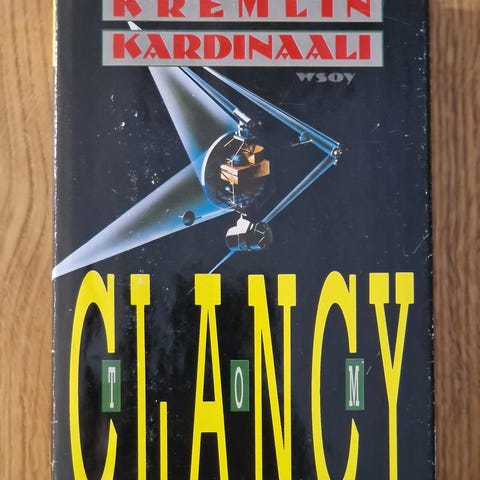 KREMLIN
KARDINAALI
WSOY
TOM
CLANCY